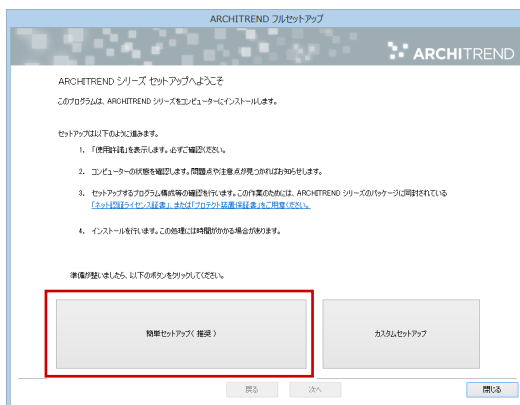 ARCHITREND フルセットアップ
ARCHITREND
ARCHITREND シリーズ セットアップへようこそ
このプログラムは、ARCHITREND シリーズをコンピューターにインストールします。
セットアップは以下のように進みます。
1. 「使用許諾」を表示します。必ずご確認ください。
2. コンピューターの状態を確認します。問題点や注意点が見つかればお知らせします。
3. セットアップするプログラム構成等の確認を行います。この作業のためには、ARCHITREND シリーズのパッケージに同封されている
「ネット認証ライセンス証書」、または「プロテクト装置保証書」をご用意ください。
4. インストールを行います。この処理には時間がかかる場合があります。
準備が整いましたら、以下のボタンをクリックしてください。
簡単セットアップ( 推奨 )
カスタムセットアップ
戻る
次へ
閉じる